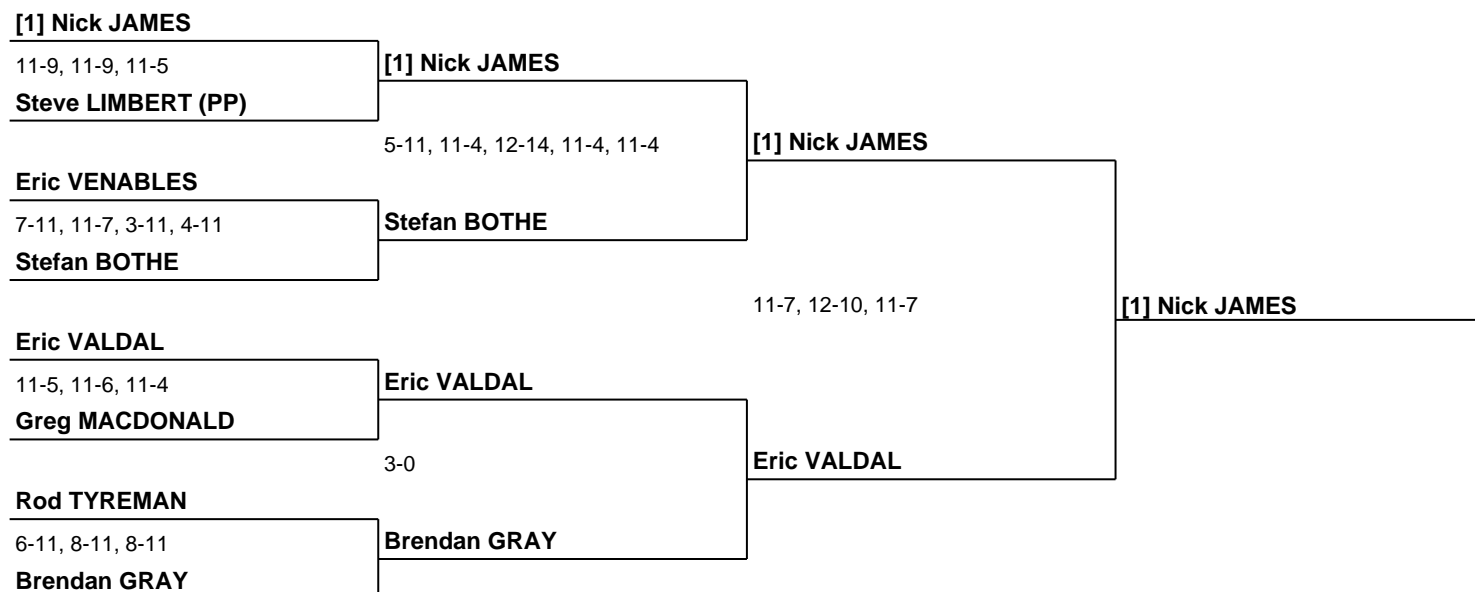 [1] Nick JAMES
11-9, 11-9, 11-5
Steve LIMBERT (PP)
Eric VENABLES
7-11, 11-7, 3-11, 4-11
Stefan BOTHE
Eric VALDAL
11-5, 11-6, 11-4
Greg MACDONALD
Rod TYREMAN
6-11, 8-11, 8-11
Brendan GRAY
[1] Nick JAMES
5-11, 11-4, 12-14, 11-4, 11-4
Stefan BOTHE
Eric VALDAL
3-0
Brendan GRAY
[1] Nick JAMES
11-7, 12-10, 11-7
Eric VALDAL
[1] Nick JAMES